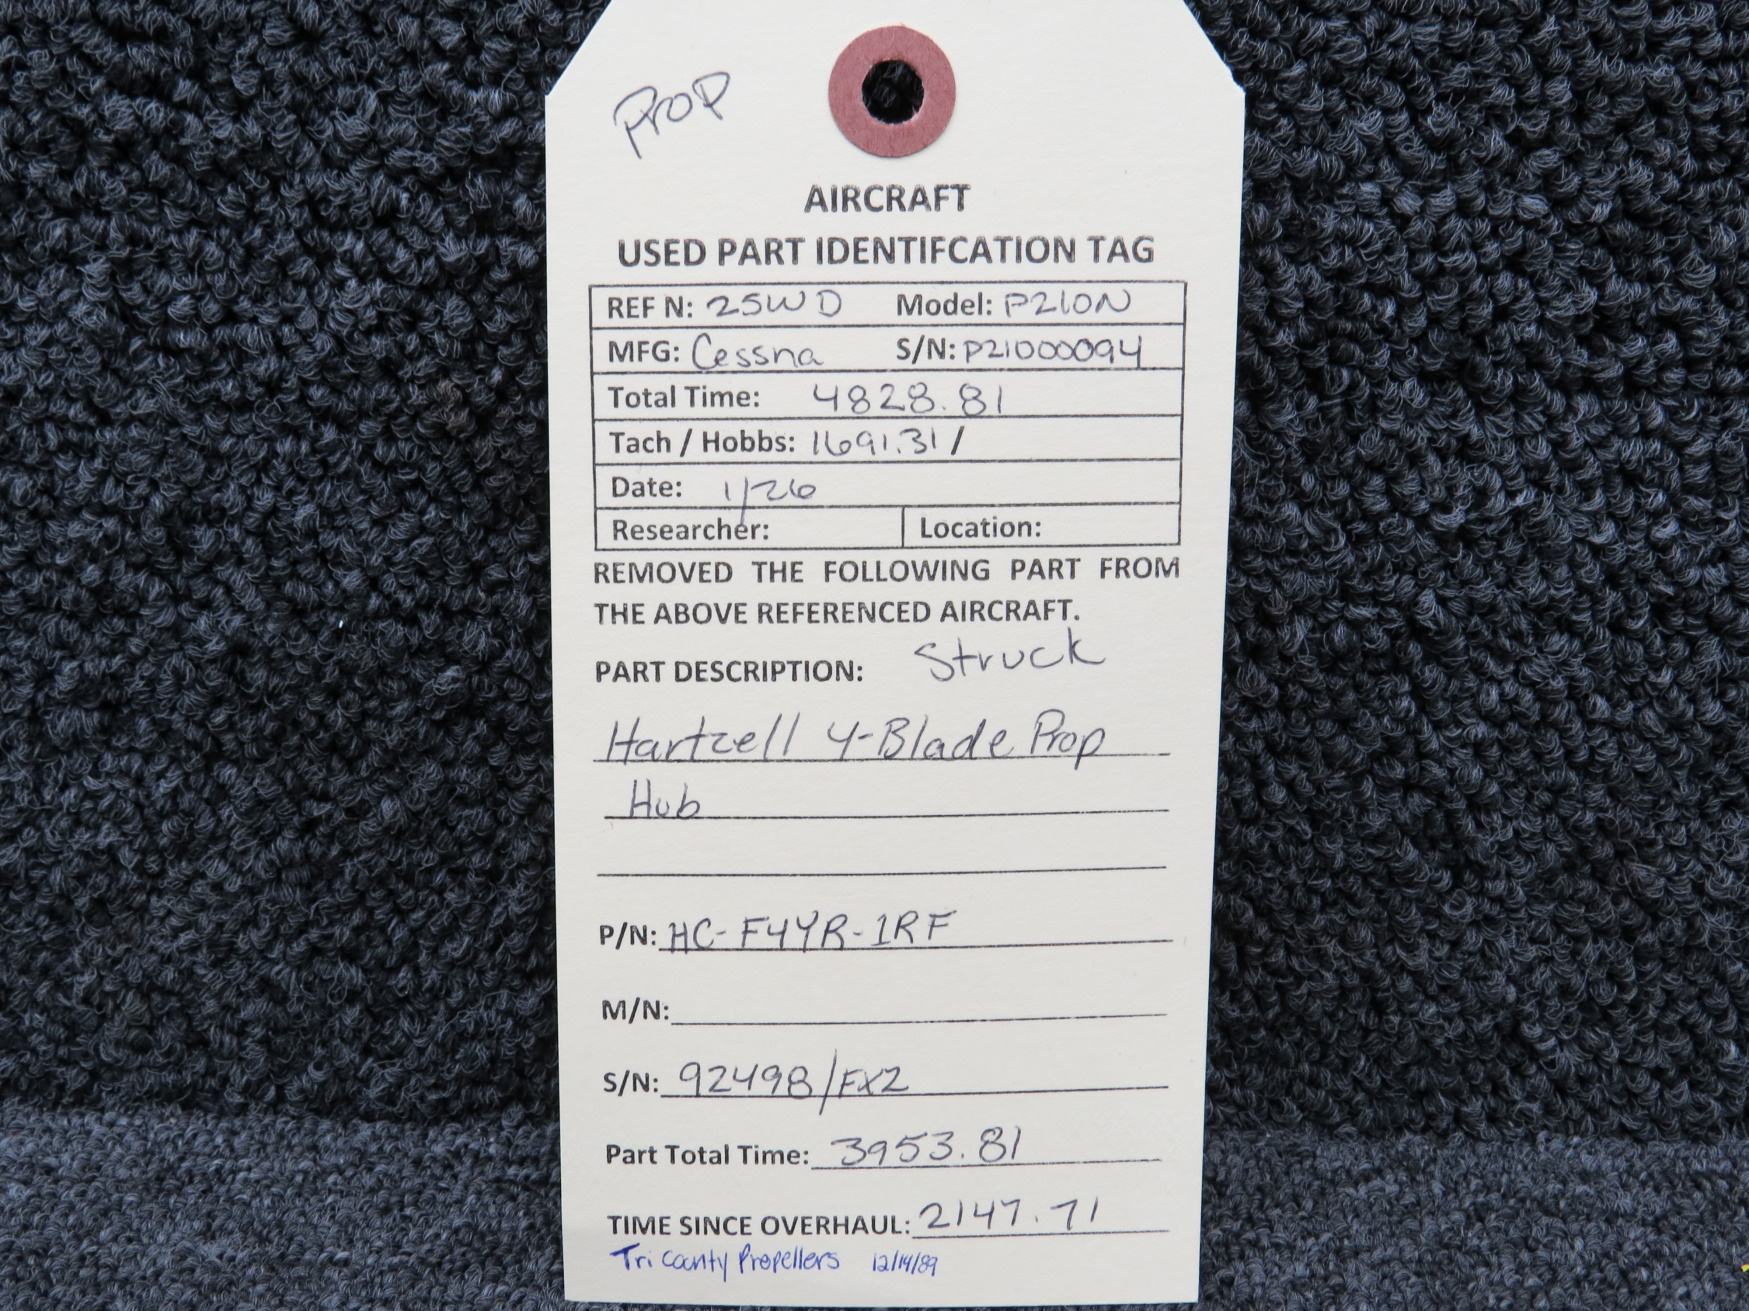 Prop
AIRCRAFT
USED PART IDENTIFCATION TAG
REF N: 25WD Model: P210N
MFG: Cessna S/N: P21000094
Total Time: 4828.81
Tach / Hobbs: 1691.31 /
Date: 1/26
Researcher: Location:
REMOVED THE FOLLOWING PART FROM
THE ABOVE REFERENCED AIRCRAFT.
PART DESCRIPTION: Struck
Hartzell 4-Blade Prop
Hub
P/N: HC-F4YR-1RF
M/N:
S/N: 92498/FX2
Part Total Time: 3953.81
TIME SINCE OVERHAUL: 2147.71
Tri County Propellers 12/14/89